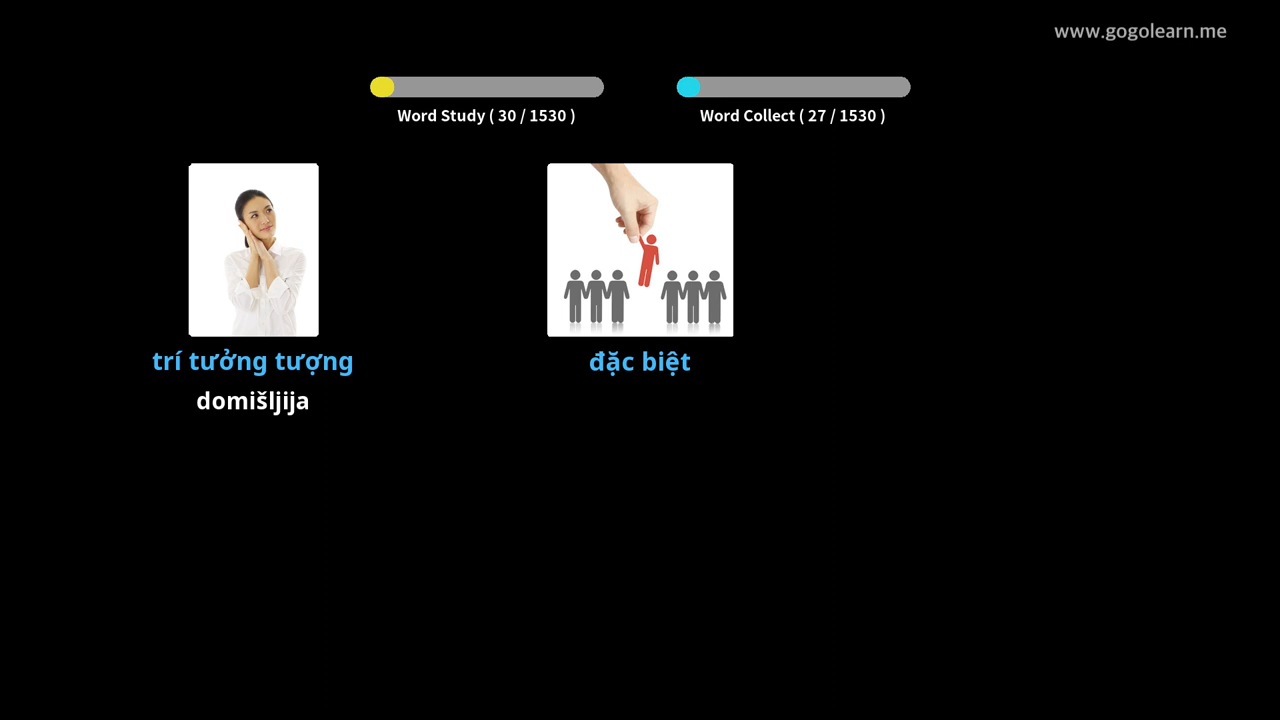 www.gogolearn.me
Word Study ( 30 / 1530 )
Word Collect ( 27 / 1530 )
trí tưởng tượng
đặc biệt
domišljija